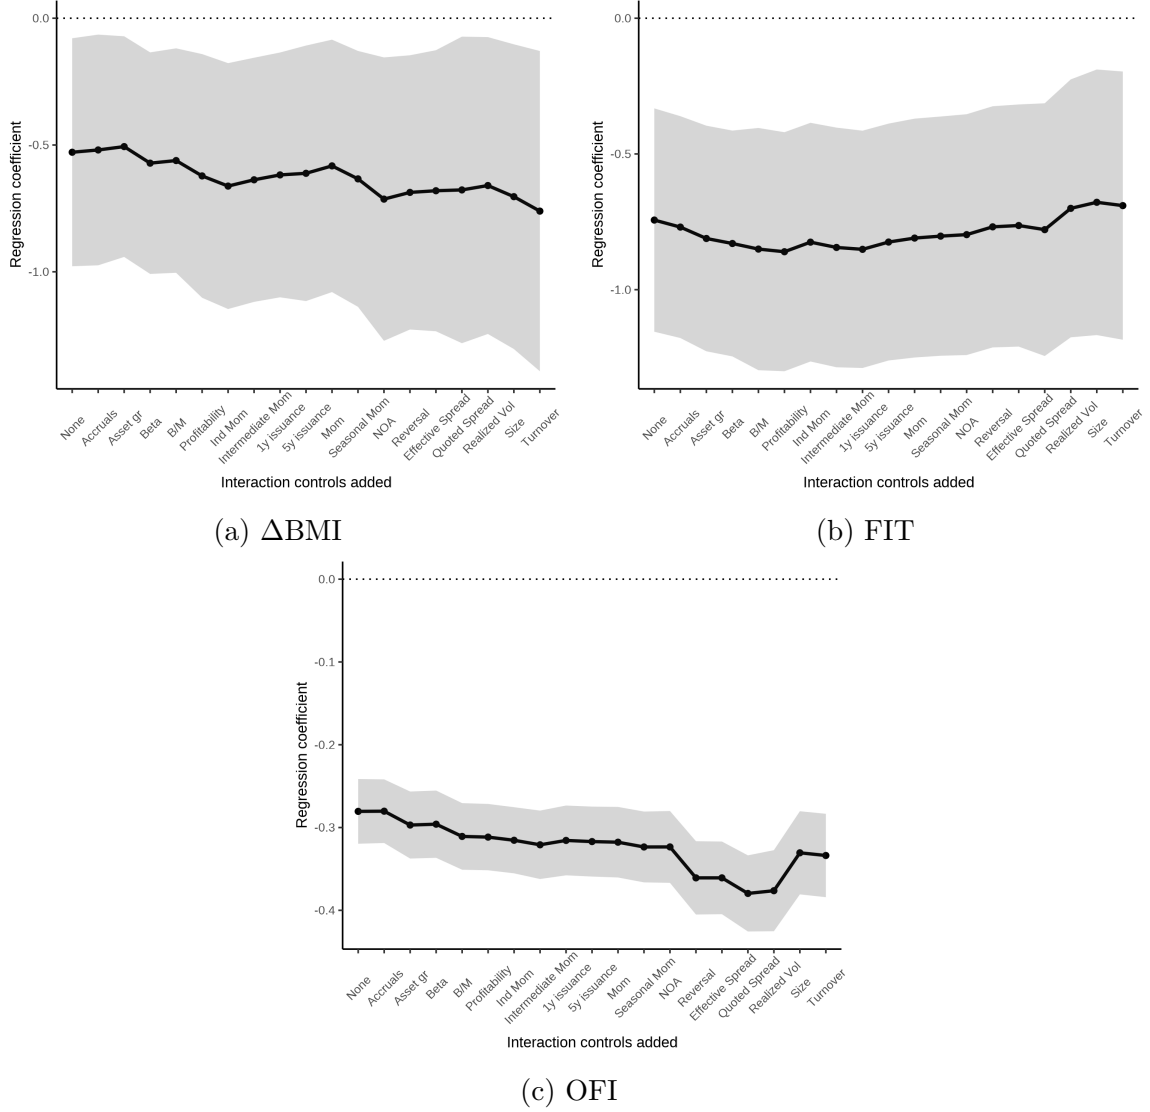 0.0
-0.5
-1.0
Regression coefficient
None
Accruals
Asset gr
Beta
B/M
Profitability
Ind Mom
Intermediate Mom
1y issuance
5y issuance
Mom
Seasonal Mom
NOA
Reversal
Effective Spread
Quoted Spread
Realized Vol
Size
Turnover
Interaction controls added
(a) ΔBMI
0.0
-0.5
-1.0
Regression coefficient
None
Accruals
Asset gr
Beta
B/M
Profitability
Ind Mom
Intermediate Mom
1y issuance
5y issuance
Mom
Seasonal Mom
NOA
Reversal
Effective Spread
Quoted Spread
Realized Vol
Size
Turnover
Interaction controls added
(b) FIT
0.0
-0.1
-0.2
-0.3
-0.4
Regression coefficient
None
Accruals
Asset gr
Beta
B/M
Profitability
Ind Mom
Intermediate Mom
1y issuance
5y issuance
Mom
Seasonal Mom
NOA
Reversal
Effective Spread
Quoted Spread
Realized Vol
Size
Turnover
Interaction controls added
(c) OFI